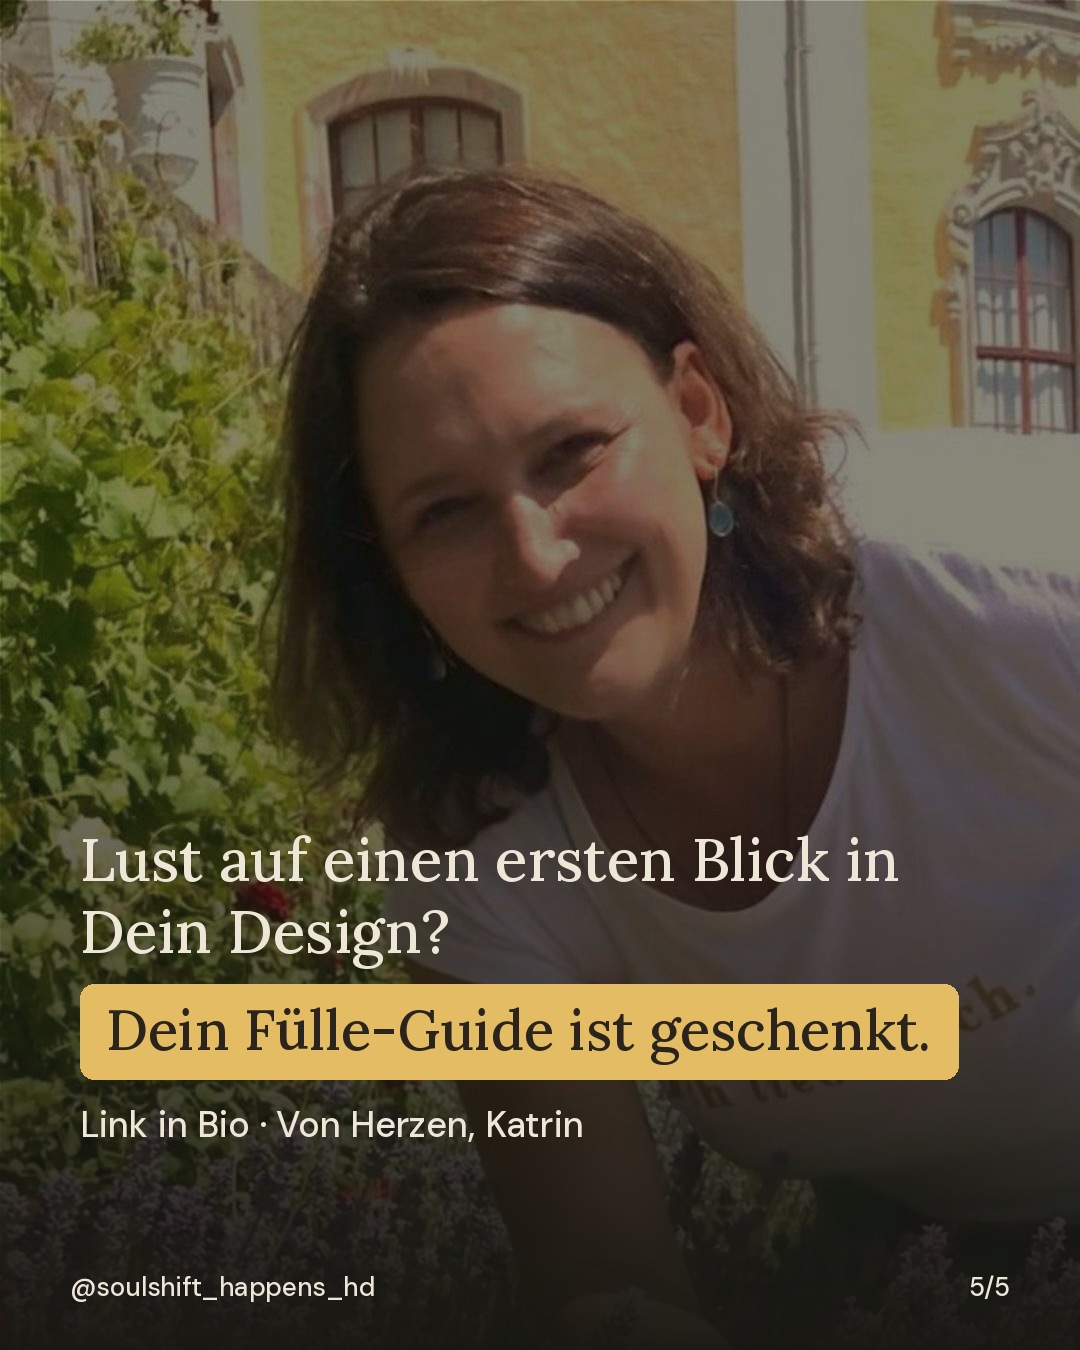 Lust auf einen ersten Blick in
Dein Design?
Dein Fülle-Guide ist geschenkt.
Link in Bio · Von Herzen, Katrin
@soulshift_happens_hd
5/5